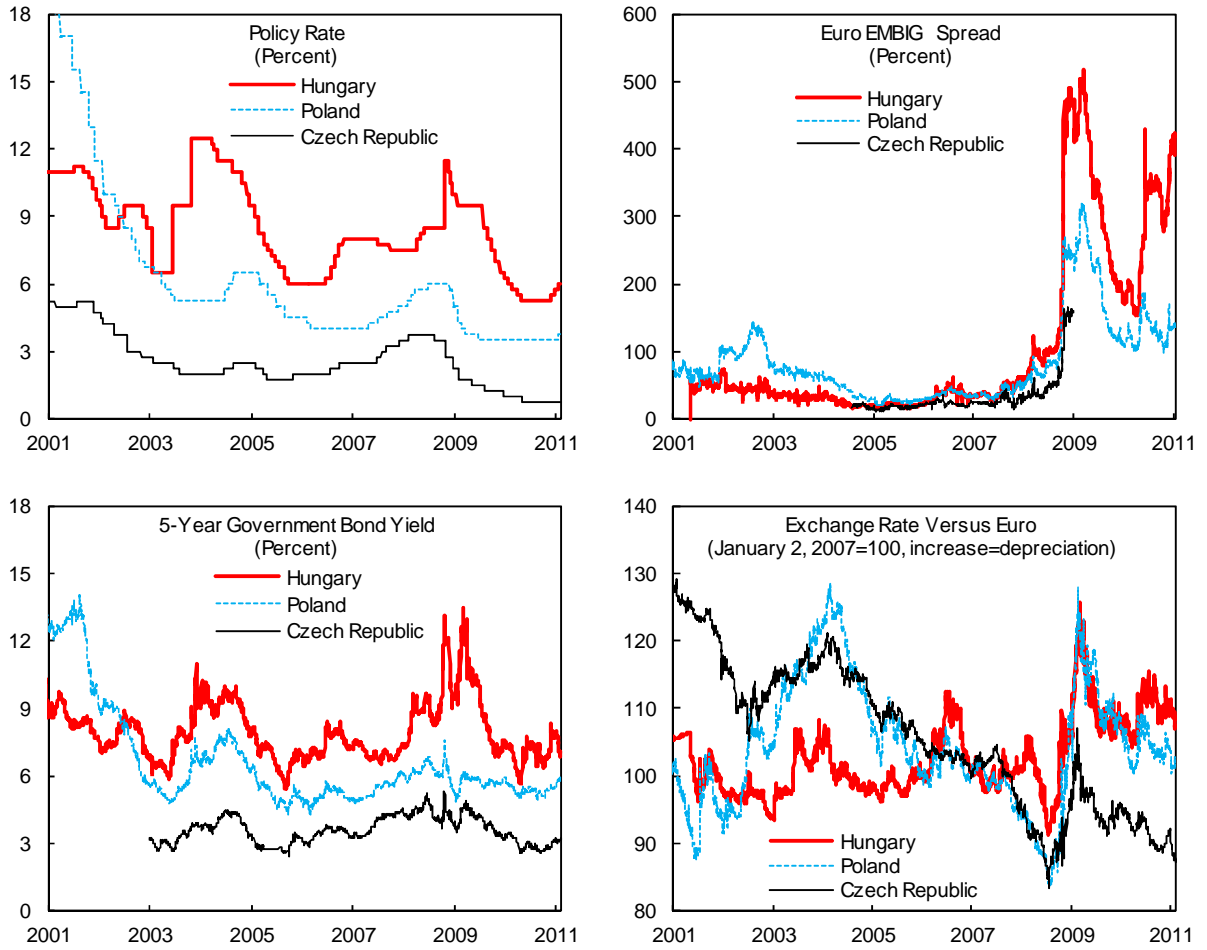 Policy Rate
(Percent)
Hungary
Poland
Czech Republic
18
15
12
9
6
3
0
2001 2003 2005 2007 2009 2011
Euro EMBIG Spread
(Percent)
Hungary
Poland
Czech Republic
600
500
400
300
200
100
0
2001 2003 2005 2007 2009 2011
5-Year Government Bond Yield
(Percent)
Hungary
Poland
Czech Republic
18
15
12
9
6
3
0
2001 2003 2005 2007 2009 2011
Exchange Rate Versus Euro
(January 2, 2007=100, increase=depreciation)
140
130
120
110
100
90
80
Hungary
Poland
Czech Republic
2001 2003 2005 2007 2009 2011